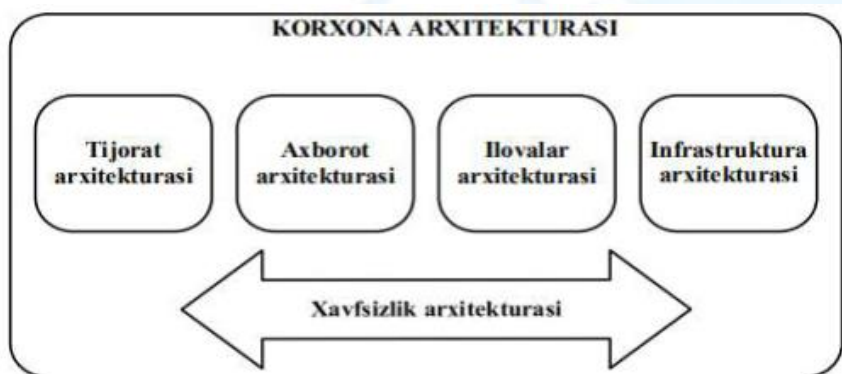 KORXONA ARXITEKTURASI
Tijorat
arxitekturasi
Axborot
arxitekturasi
Ilovalar
arxitekturasi
Infrastruktura
arxitekturasi
Xavfsizlik arxitekturasi